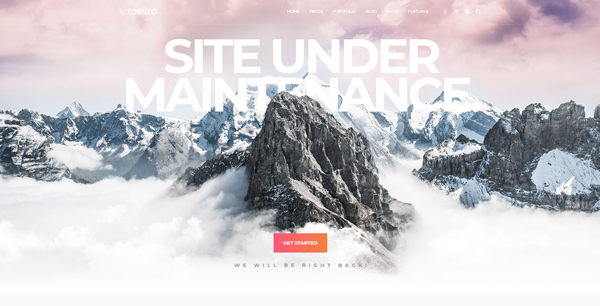 TORNEO
HOME PAGES PORTFOLIO BLOG SHOP FEATURES
SITE UNDER
MAINTENANCE
GET STARTED
WE WILL BE RIGHT BACK!